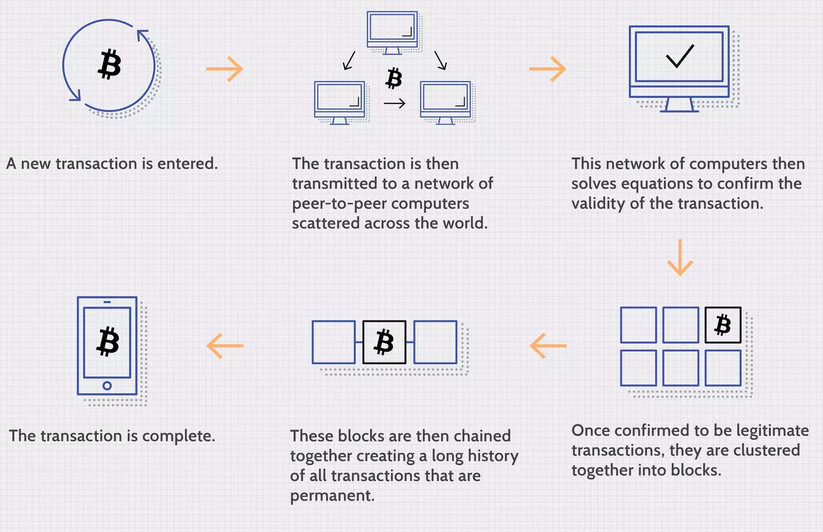 A new transaction is entered.
The transaction is then
transmitted to a network of
peer-to-peer computers
scattered across the world.
This network of computers then
solves equations to confirm the
validity of the transaction.
Once confirmed to be legitimate
transactions, they are clustered
together into blocks.
These blocks are then chained
together creating a long history
of all transactions that are
permanent.
The transaction is complete.